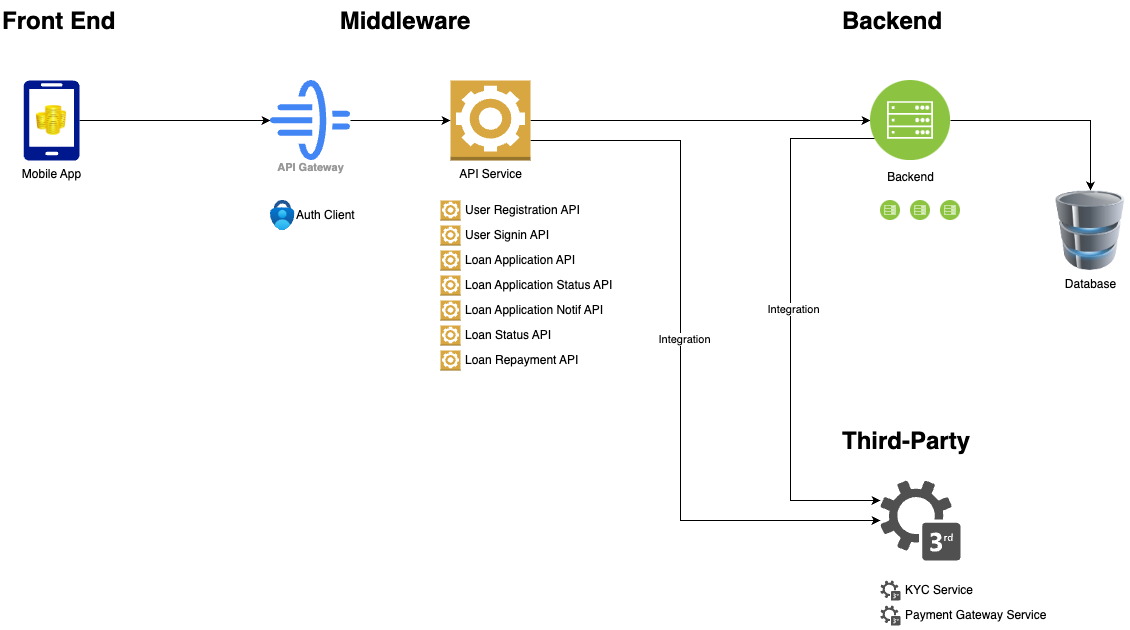 Front End
Middleware
Backend
Mobile App
API Gateway
API Service
Backend
Auth Client
User Registration API
User Signin API
Loan Application API
Loan Application Status API
Loan Application Notif API
Loan Status API
Loan Repayment API
Database
Integration
Integration
Third-Party
3rd
KYC Service
Payment Gateway Service